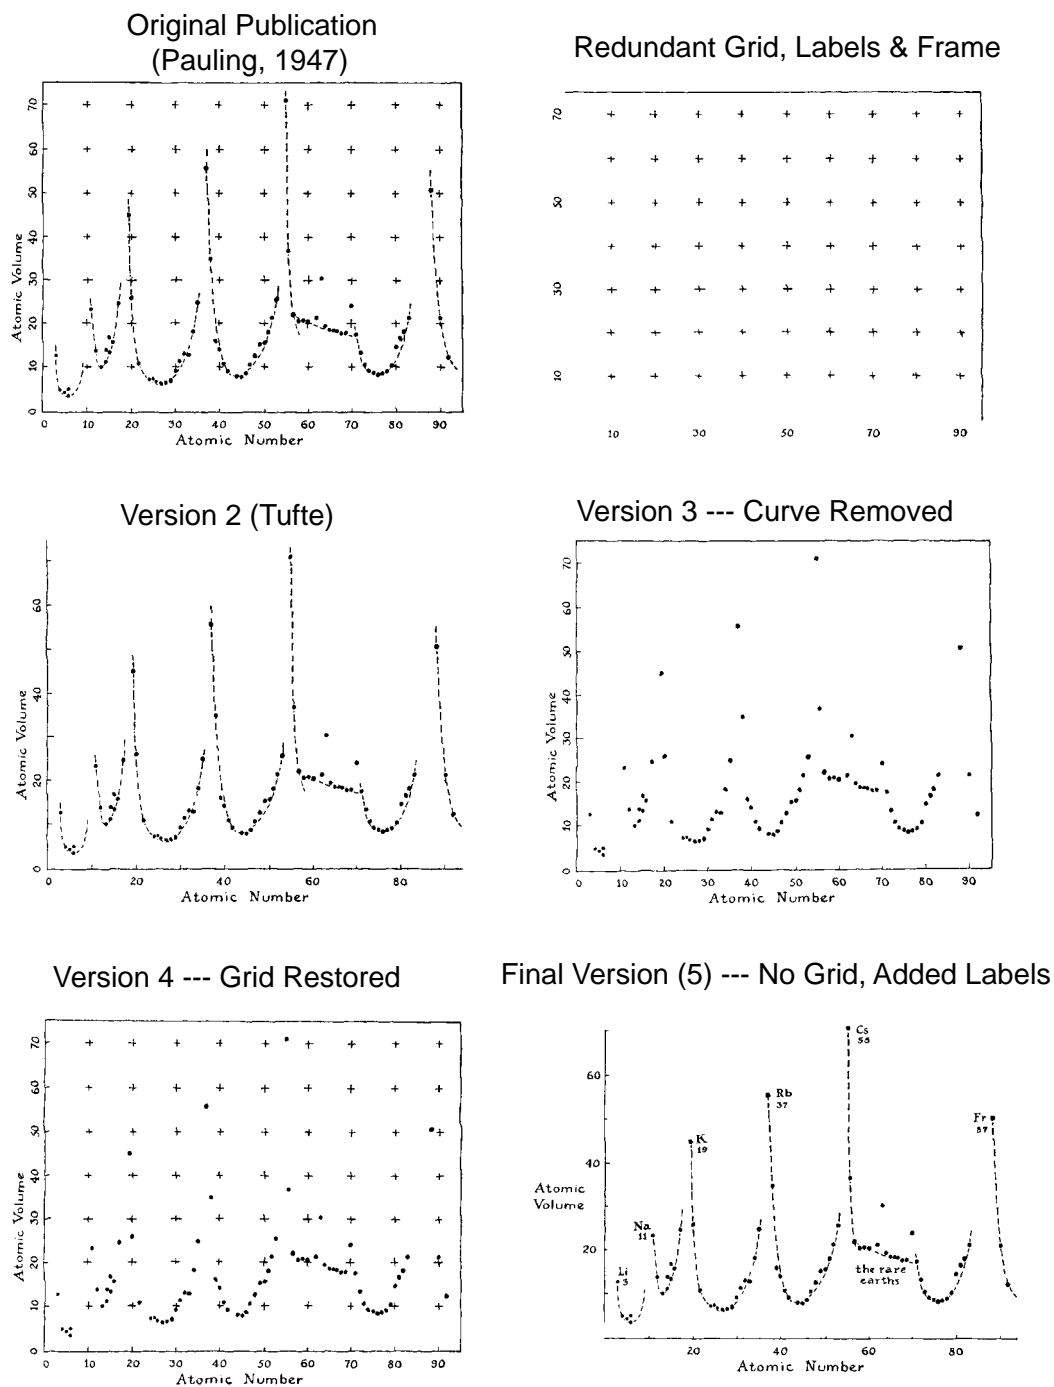 Original Publication
(Pauling, 1947)
70
60
50
40
30
20
10
0
Atomic Volume
0 10 20 30 40 50 60 70 80 90
Atomic Number
Redundant Grid, Labels & Frame
70
50
30
10
10 30 50 70 90
Version 2 (Tufte)
60
40
20
0
Atomic Volume
0 20 40 60 80
Atomic Number
Version 3 --- Curve Removed
70
60
50
40
30
20
10
0
Atomic Volume
0 10 20 30 40 50 60 70 80 90
Atomic Number
Version 4 --- Grid Restored
70
60
50
40
30
20
10
0
Atomic Volume
0 10 20 30 40 50 60 70 80 90
Atomic Number
Final Version (5) --- No Grid, Added Labels
60
40
20
Atomic
Volume
Li
3
Na
11
K
19
Rb
37
Cs
55
the rare
earths
Fr
87
20 40 60 80
Atomic Number